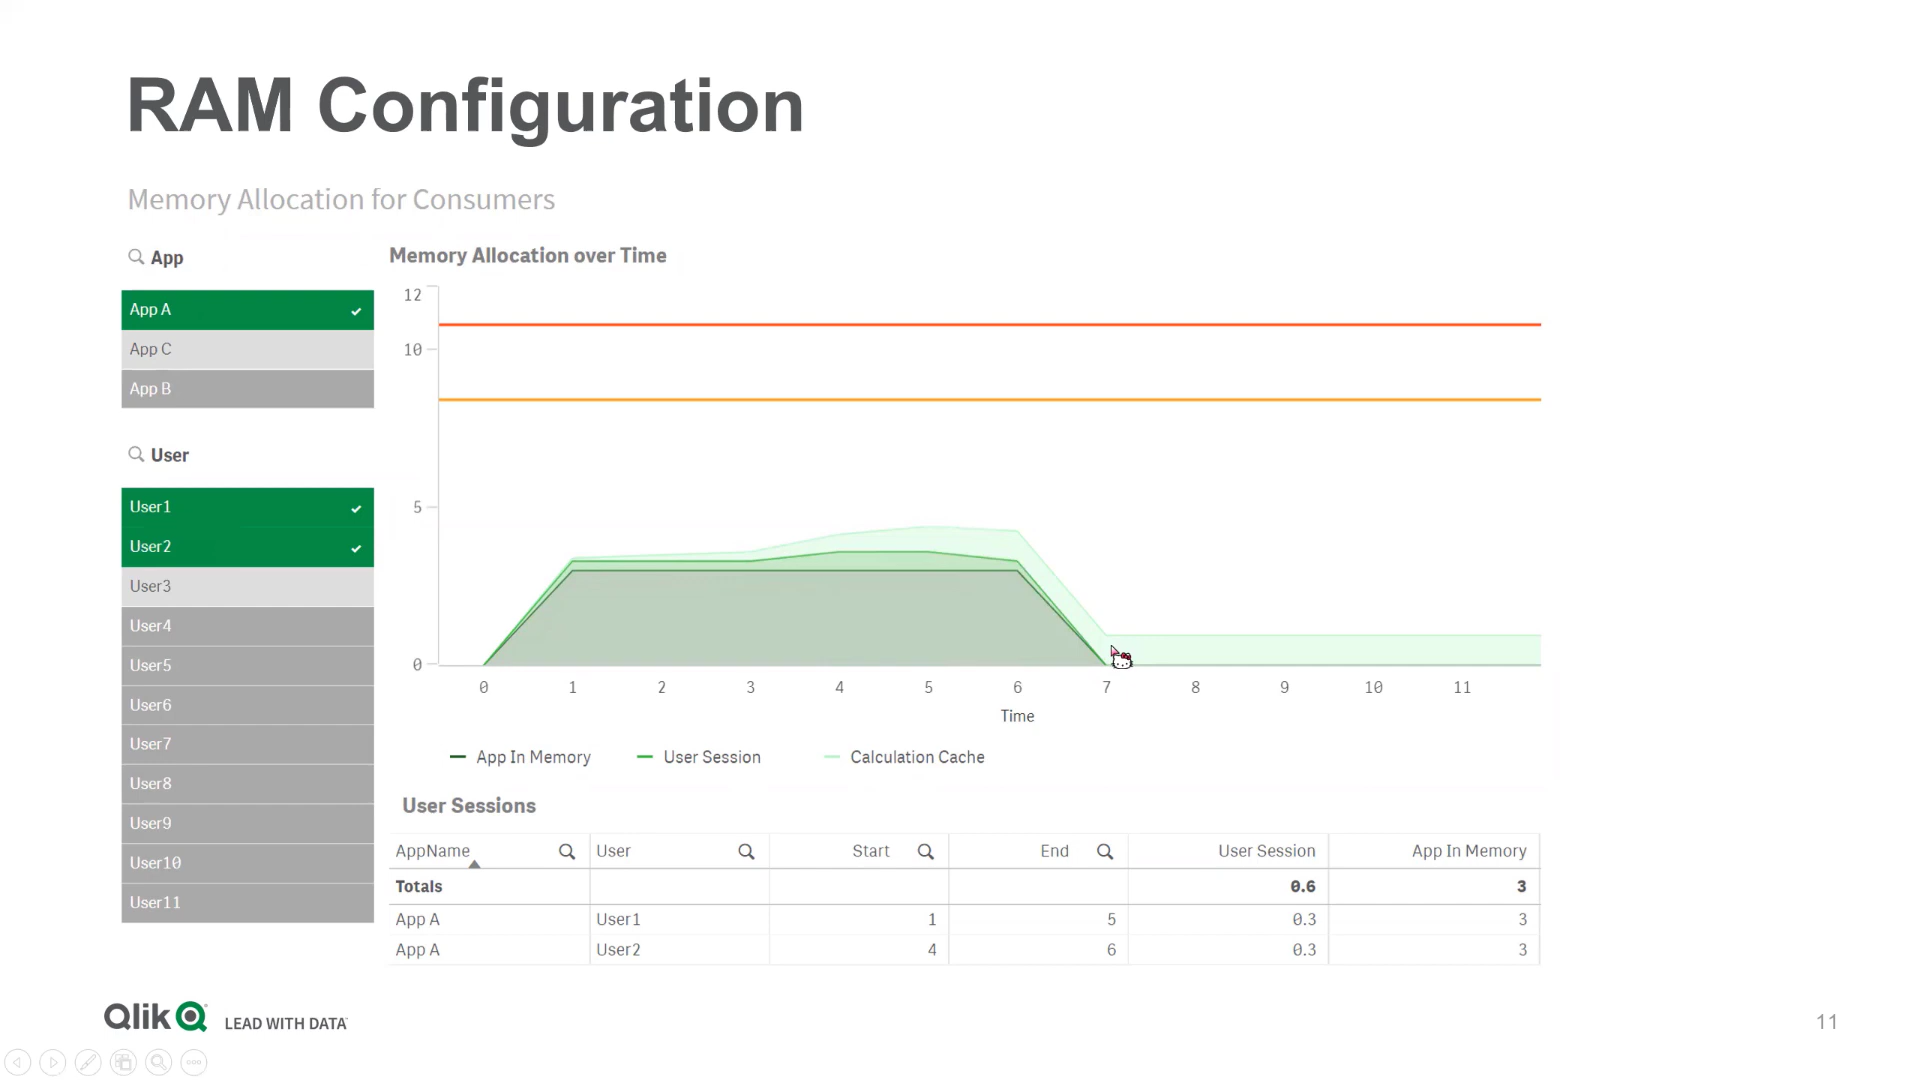 RAM Configuration
Memory Allocation for Consumers
App
App A
App C
App B
User
User1
User2
User3
User4
User5
User6
User7
User8
User9
User10
User11
Memory Allocation over Time
12
10
5
0
0 1 2 3 4 5 6 7 8 9 10 11
Time
App In Memory User Session Calculation Cache
User Sessions
AppName User Start End User Session App In Memory
Totals 0.6 3
App A User1 1 5 0.3 3
App A User2 4 6 0.3 3
Qlik LEAD WITH DATA
11